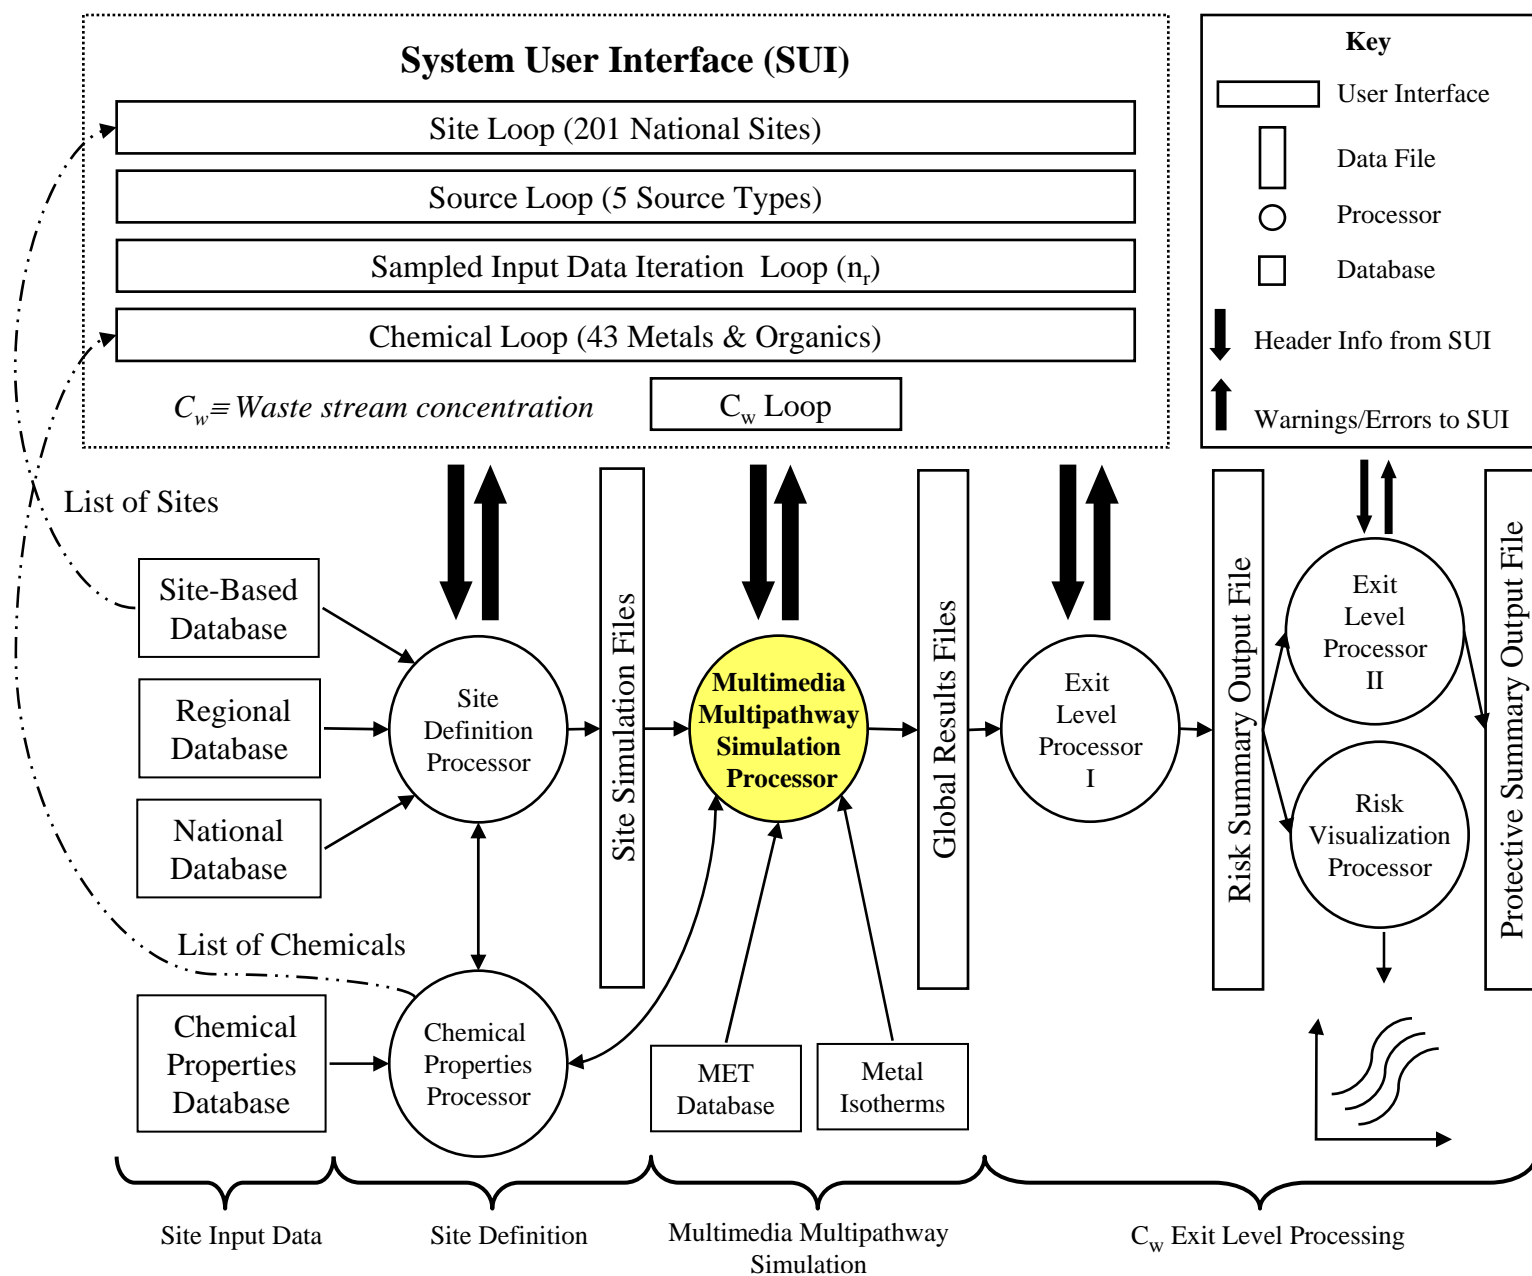 System User Interface (SUI)
Site Loop (201 National Sites)
Source Loop (5 Source Types)
Sampled Input Data Iteration Loop (nr)
Chemical Loop (43 Metals & Organics)
Cw≡ Waste stream concentration
Cw Loop
Key
User Interface
Data File
Processor
Database
Header Info from SUI
Warnings/Errors to SUI
List of Sites
Site-Based
Database
Regional
Database
National
Database
List of Chemicals
Chemical
Properties
Database
Site
Definition
Processor
Chemical
Properties
Processor
Site Simulation Files
Multimedia
Multipathway
Simulation
Processor
MET
Database
Metal
Isotherms
Global Results Files
Exit
Level
Processor
I
Risk Summary Output File
Exit
Level
Processor
II
Risk
Visualization
Processor
Protective Summary Output File
Site Input Data
Site Definition
Multimedia Multipathway
Simulation
Cw Exit Level Processing